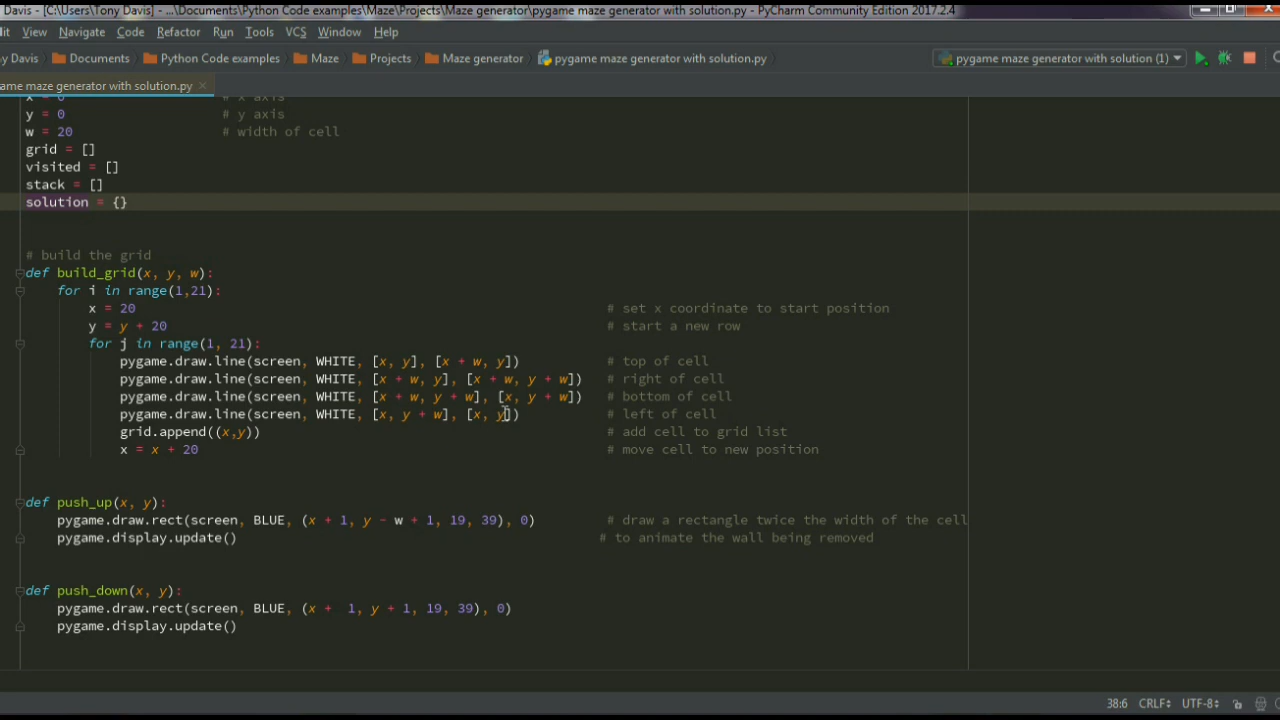 Davis - [C:\Users\Tony Davis] - ...\Documents\Python Code examples\Maze\Projects\Maze generator\pygame maze generator with solution.py - PyCharm Community Edition 2017.2.4
it View Navigate Code Refactor Run Tools VCS Window Help
y Davis Documents Python Code examples Maze Projects Maze generator pygame maze generator with solution.py pygame maze generator with solution (1)
ame maze generator with solution.py
x = 0 # x axis
y = 0 # y axis
w = 20 # width of cell
grid = []
visited = []
stack = []
solution = {}
# build the grid
def build_grid(x, y, w):
for i in range(1,21):
x = 20 # set x coordinate to start position
y = y + 20 # start a new row
for j in range(1, 21):
pygame.draw.line(screen, WHITE, [x, y], [x + w, y]) # top of cell
pygame.draw.line(screen, WHITE, [x + w, y], [x + w, y + w]) # right of cell
pygame.draw.line(screen, WHITE, [x + w, y + w], [x, y + w]) # bottom of cell
pygame.draw.line(screen, WHITE, [x, y + w], [x, y]) # left of cell
grid.append((x,y)) # add cell to grid list
x = x + 20 # move cell to new position
def push_up(x, y):
pygame.draw.rect(screen, BLUE, (x + 1, y - w + 1, 19, 39), 0) # draw a rectangle twice the width of the cell
pygame.display.update() # to animate the wall being removed
def push_down(x, y):
pygame.draw.rect(screen, BLUE, (x +  1, y + 1, 19, 39), 0)
pygame.display.update()
38:6 CRLF UTF-8